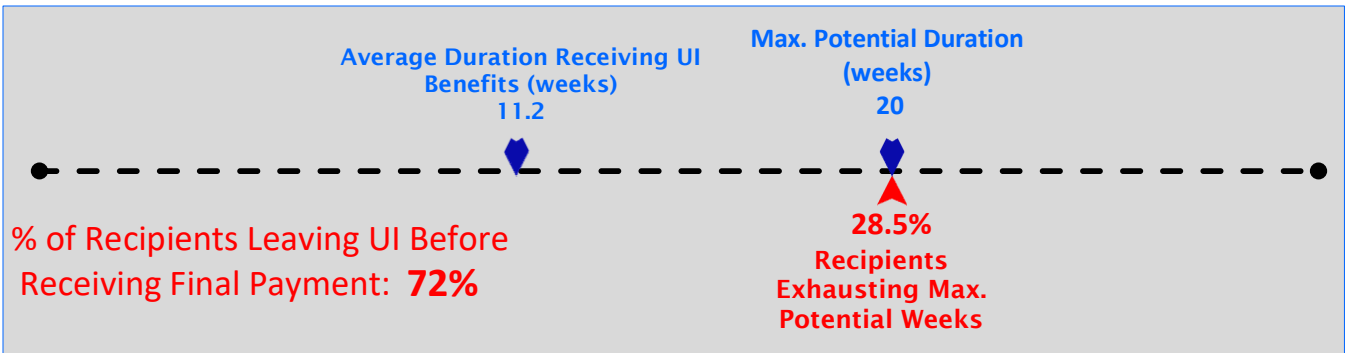 Average Duration Receiving UI
Benefits (weeks)
11.2
Max. Potential Duration
(weeks)
20
% of Recipients Leaving UI Before
Receiving Final Payment: 72%
28.5%
Recipients
Exhausting Max.
Potential Weeks